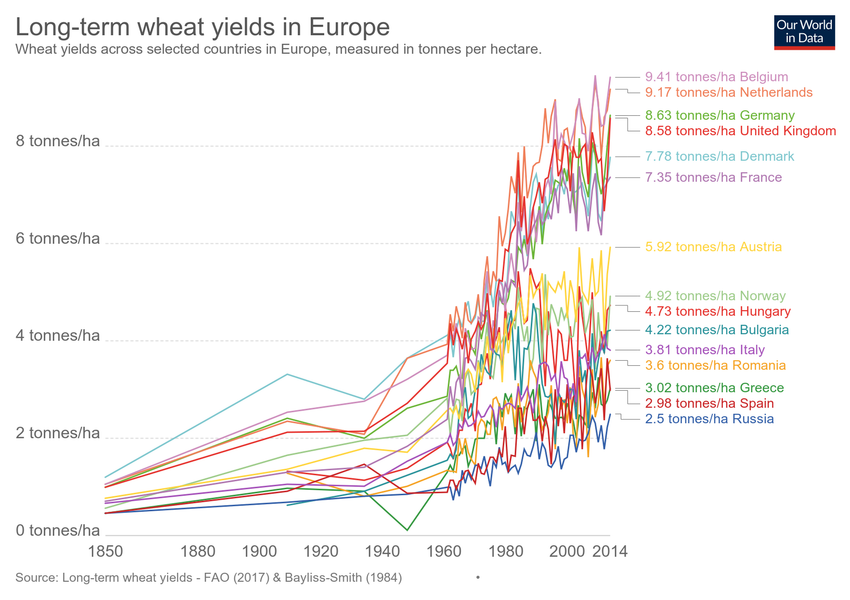 Long-term wheat yields in Europe
Wheat yields across selected countries in Europe, measured in tonnes per hectare.
Our World
in Data
9.41 tonnes/ha Belgium
9.17 tonnes/ha Netherlands
8.63 tonnes/ha Germany
8.58 tonnes/ha United Kingdom
8 tonnes/ha
7.78 tonnes/ha Denmark
7.35 tonnes/ha France
6 tonnes/ha
5.92 tonnes/ha Austria
4.92 tonnes/ha Norway
4.73 tonnes/ha Hungary
4.22 tonnes/ha Bulgaria
4 tonnes/ha
3.81 tonnes/ha Italy
3.6 tonnes/ha Romania
3.02 tonnes/ha Greece
2.98 tonnes/ha Spain
2.5 tonnes/ha Russia
2 tonnes/ha
0 tonnes/ha
1850 1880 1900 1920 1940 1960 1980 2000 2014
Source: Long-term wheat yields - FAO (2017) & Bayliss-Smith (1984) •